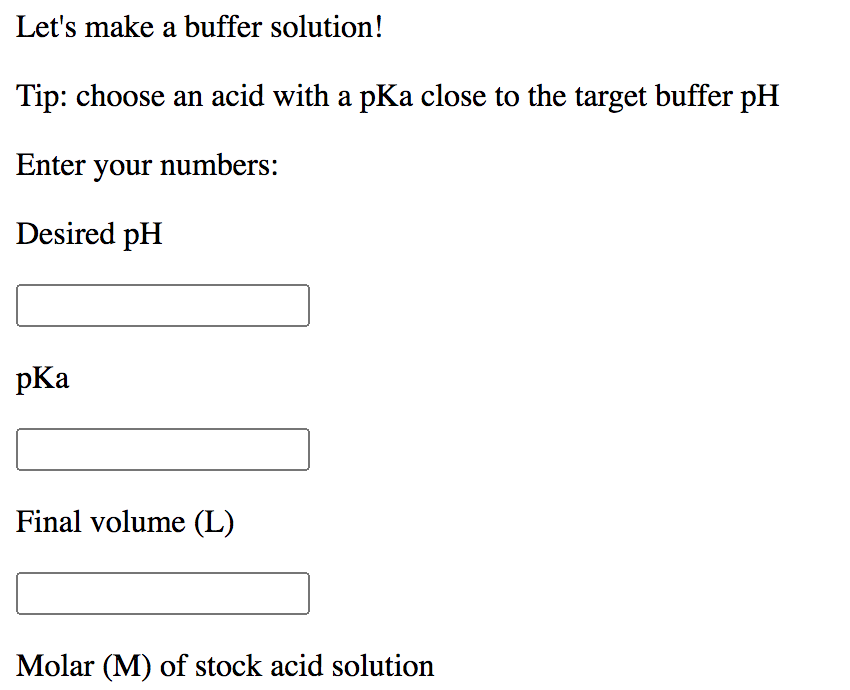 Let's make a buffer solution!
Tip: choose an acid with a pKa close to the target buffer pH
Enter your numbers:
Desired pH
pKa
Final volume (L)
Molar (M) of stock acid solution